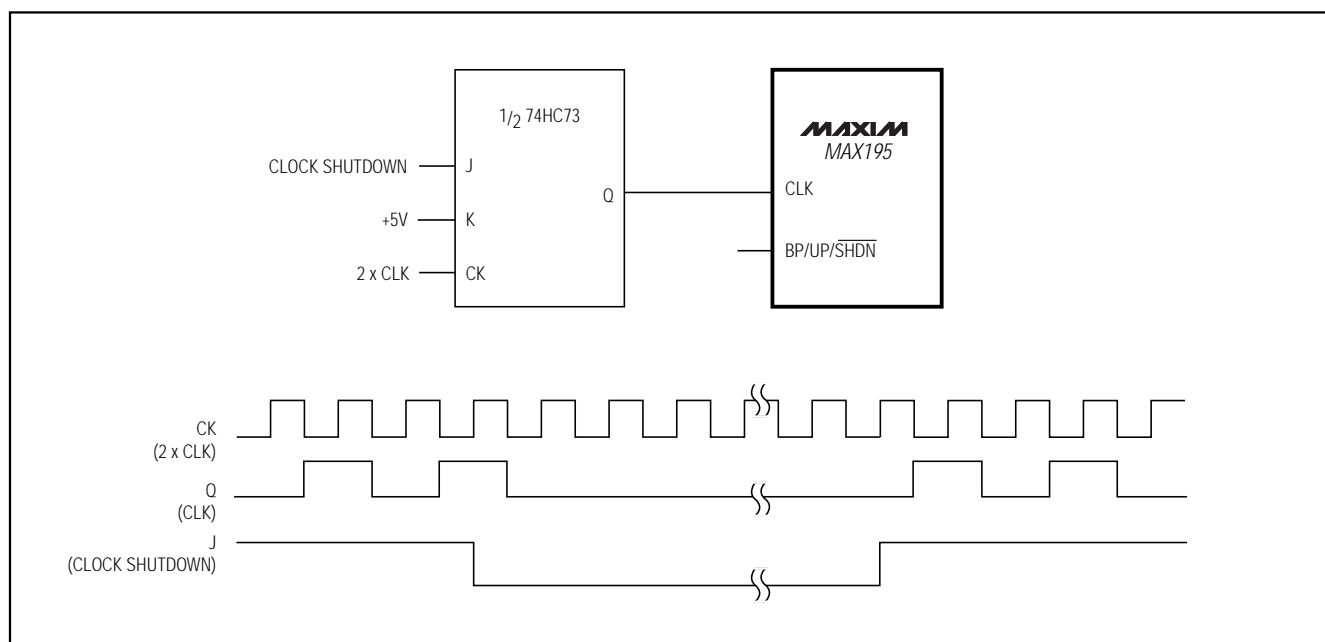 1/2 74HC73
MAXIM
MAX195
CLOCK SHUTDOWN
J
Q
CLK
+5V
K
BP/UP/SHDN
2 x CLK
CK
CK
(2 x CLK)
Q
(CLK)
J
(CLOCK SHUTDOWN)